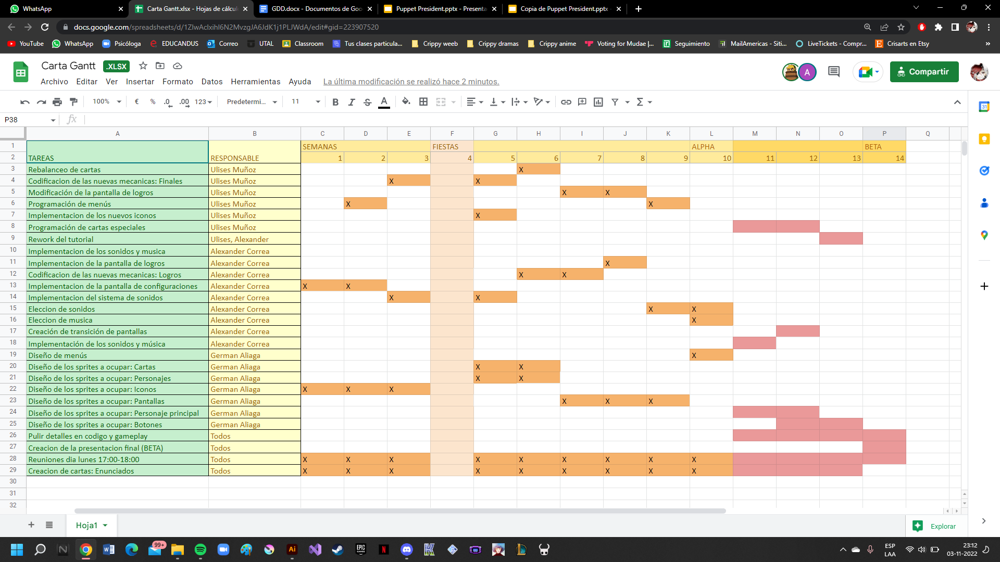 WhatsApp
Carta Gantt.xlsx - Hojas de cálcul
GDD.docx - Documentos de Goo
Puppet President.pptx - Presenta
Copia de Puppet President.pptx -
docs.google.com/spreadsheets/d/1ZlwAclxihI6N2MvzgJA6JdK1j1PLJWdA/edit#gid=223907520
YouTube WhatsApp Psicóloga EDUCANDUS Correo UTAL Classroom Tus clases particula... Crippy weeb Crippy dramas Crippy anime Voting for Mudae |... Seguimiento MailAmericas - Siti... LiveTickets - Compr... Crisarts en Etsy »
Carta Gantt .XLSX
A
Compartir
Archivo Editar Ver Insertar Formato Datos Herramientas Ayuda La última modificación se realizó hace 2 minutos.
100% € % .0 .00 123 Predetermi... 11 B I S A
P38 fx
A B C D E F G H I J K L M N O P Q
1 SEMANAS FIESTAS ALPHA BETA
2 TAREAS RESPONSABLE 1 2 3 4 5 6 7 8 9 10 11 12 13 14
3 Rebalanceo de cartas Ulises Muñoz X
4 Codificacion de las nuevas mecanicas: Finales Ulises Muñoz X X
5 Modificación de la pantalla de logros Ulises Muñoz X X
6 Programación de menús Ulises Muñoz X X
7 Implementacion de los nuevos iconos Ulises Muñoz X
8 Programación de cartas especiales Ulises Muñoz
9 Rework del tutorial Ulises, Alexander
10 Implementacion de los sonidos y musica Alexander Correa
11 Implementacion de la pantalla de logros Alexander Correa X
12 Codificacion de las nuevas mecanicas: Logros Alexander Correa X X
13 Implementacion de la pantalla de configuraciones Alexander Correa X X
14 Implementacion del sistema de sonidos Alexander Correa X X
15 Eleccion de sonidos Alexander Correa X X
16 Eleccion de musica Alexander Correa X
17 Creación de transición de pantallas Alexander Correa
18 Implementación de los sonidos y música Alexander Correa
19 Diseño de menús German Aliaga X
20 Diseño de los sprites a ocupar: Cartas German Aliaga X X
21 Diseño de los sprites a ocupar: Personajes German Aliaga X X
22 Diseño de los sprites a ocupar: Iconos German Aliaga X X X
23 Diseño de los sprites a ocupar: Pantallas German Aliaga X X X
24 Diseño de los sprites a ocupar: Personaje principal German Aliaga
25 Diseño de los sprites a ocupar: Botones German Aliaga
26 Pulir detalles en codigo y gameplay Todos
27 Creacion de la presentacion final (BETA) Todos
28 Reuniones dia lunes 17:00-18:00 Todos X X X X X X X X X
29 Creacion de cartas: Enunciados Todos X X X X X X X X X
30
31
32
Hoja1
Explorar
99+
Ai
EPIC GAMES
N
ESP
LAA
23:12
03-11-2022